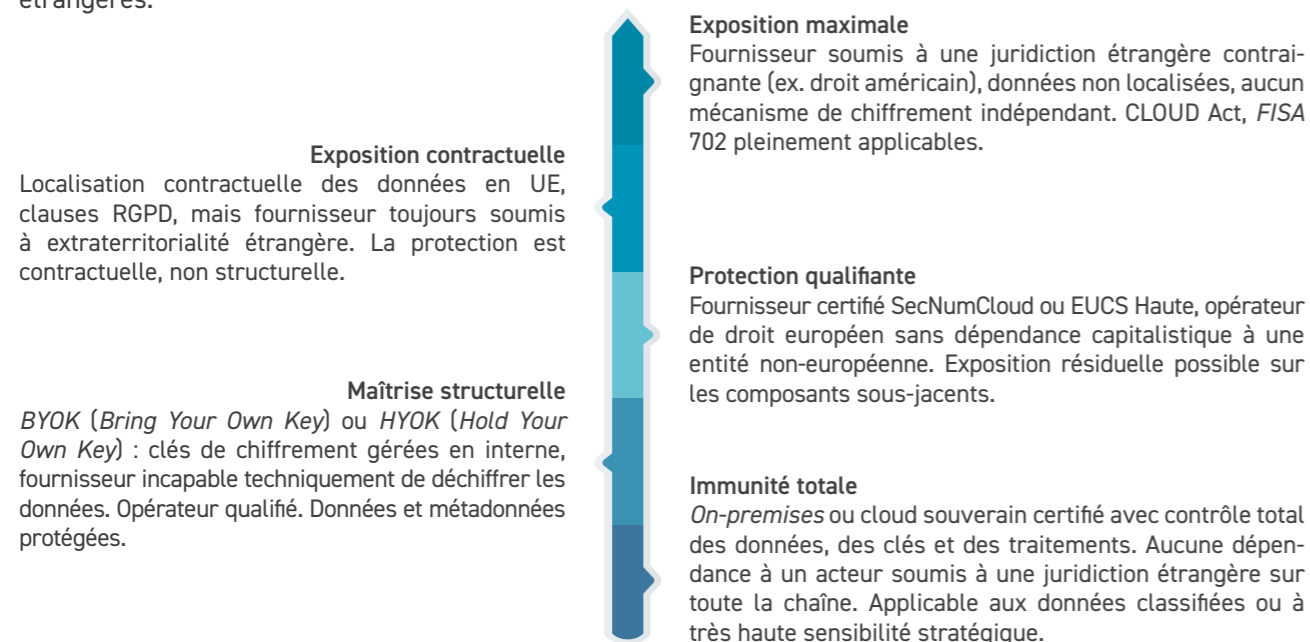 étrangères.
Exposition maximale
Fournisseur soumis à une juridiction étrangère contrai-
gnante (ex. droit américain), données non localisées, aucun
mécanisme de chiffrement indépendant. CLOUD Act, FISA
702 pleinement applicables.
Exposition contractuelle
Localisation contractuelle des données en UE,
clauses RGPD, mais fournisseur toujours soumis
à extraterritorialité étrangère. La protection est
contractuelle, non structurelle.
Protection qualifiante
Fournisseur certifié SecNumCloud ou EUCS Haute, opérateur
de droit européen sans dépendance capitalistique à une
entité non-européenne. Exposition résiduelle possible sur
les composants sous-jacents.
Maîtrise structurelle
BYOK (Bring Your Own Key) ou HYOK (Hold Your
Own Key) : clés de chiffrement gérées en interne,
fournisseur incapable techniquement de déchiffrer les
données. Opérateur qualifié. Données et métadonnées
protégées.
Immunité totale
On-premises ou cloud souverain certifié avec contrôle total
des données, des clés et des traitements. Aucune dépen-
dance à un acteur soumis à une juridiction étrangère sur
toute la chaîne. Applicable aux données classifiées ou à
très haute sensibilité stratégique.